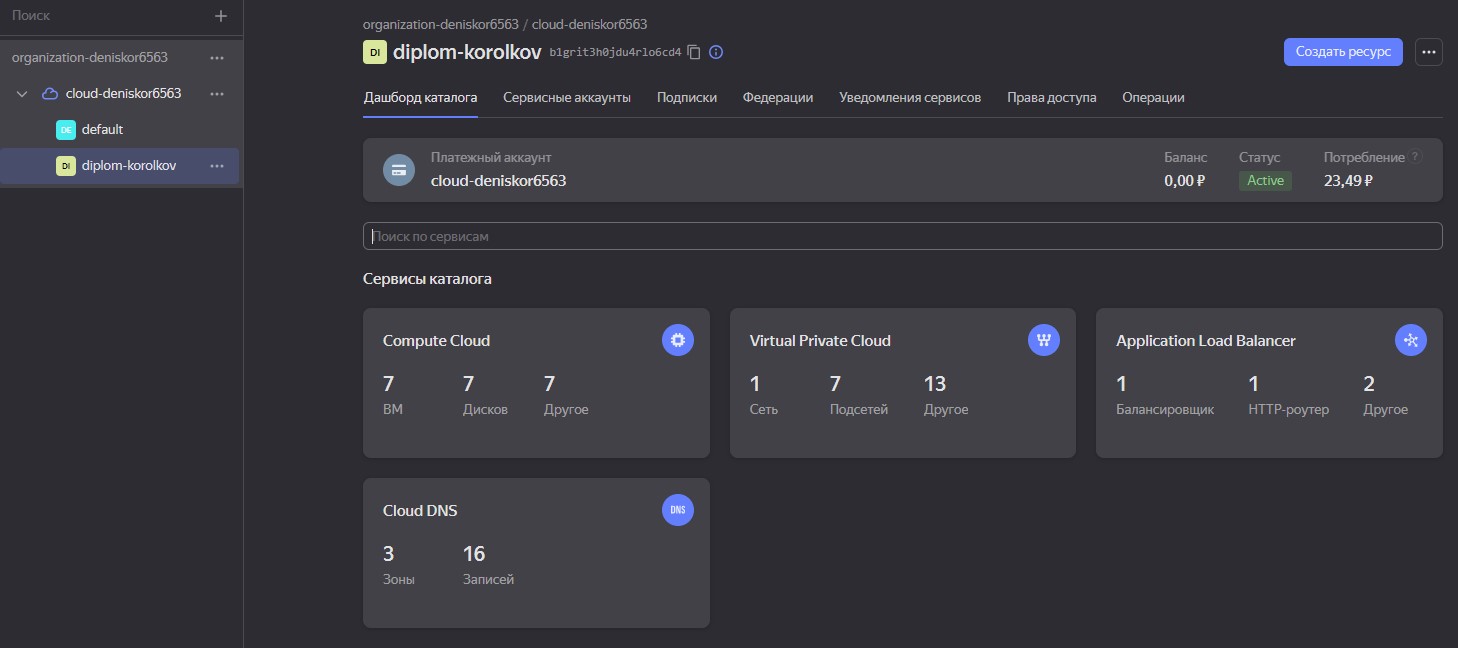 Поиск
organization-deniskor6563
cloud-deniskor6563
DE default
DI diplom-korolkov
organization-deniskor6563 / cloud-deniskor6563
DI diplom-korolkov b1grit3h0jdu4rlo6cd4
Создать ресурс
Дашборд каталога Сервисные аккаунты Подписки Федерации Уведомления сервисов Права доступа Операции
Платежный аккаунт Баланс Статус Потребление ?
cloud-deniskor6563 0,00 ₽ Active 23,49 ₽
Поиск по сервисам
Сервисы каталога
Compute Cloud
7 7 7
ВМ Дисков Другое
Virtual Private Cloud
1 7 13
Сеть Подсетей Другое
Application Load Balancer
1 1 2
Балансировщик HTTP-роутер Другое
Cloud DNS DNS
3 16
Зоны Записей